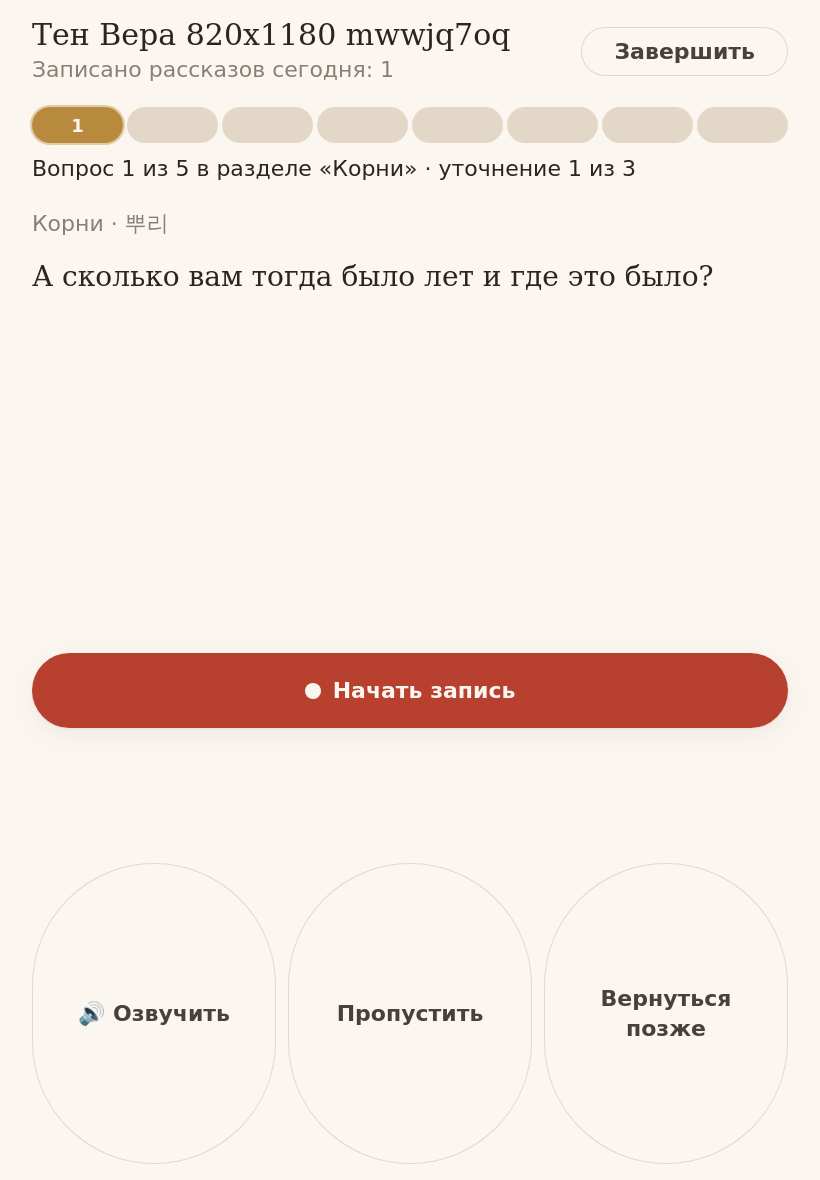 Тен Вера 820x1180 mwwjq7oq
Записано рассказов сегодня: 1
Завершить
1
Вопрос 1 из 5 в разделе «Корни» · уточнение 1 из 3
Корни · 뿌리
А сколько вам тогда было лет и где это было?
Начать запись
🔊 Озвучить
Пропустить
Вернуться
позже